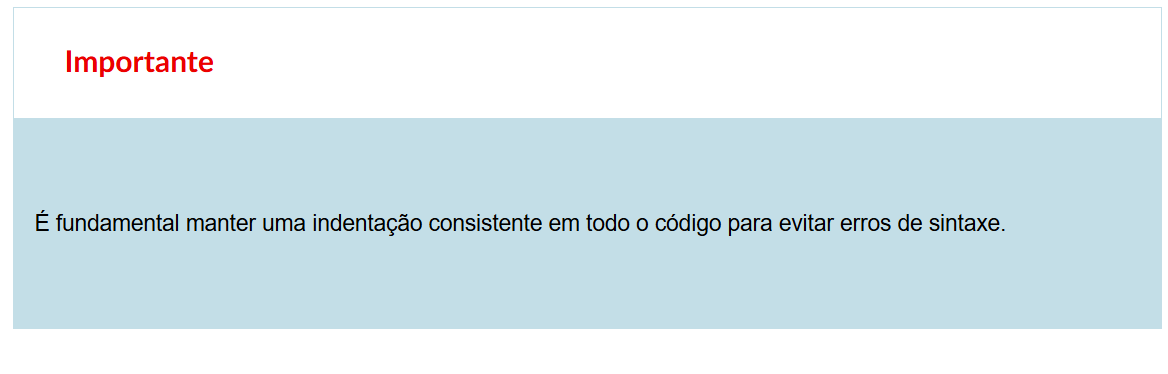 Importante
É fundamental manter uma indentação consistente em todo o código para evitar erros de sintaxe.